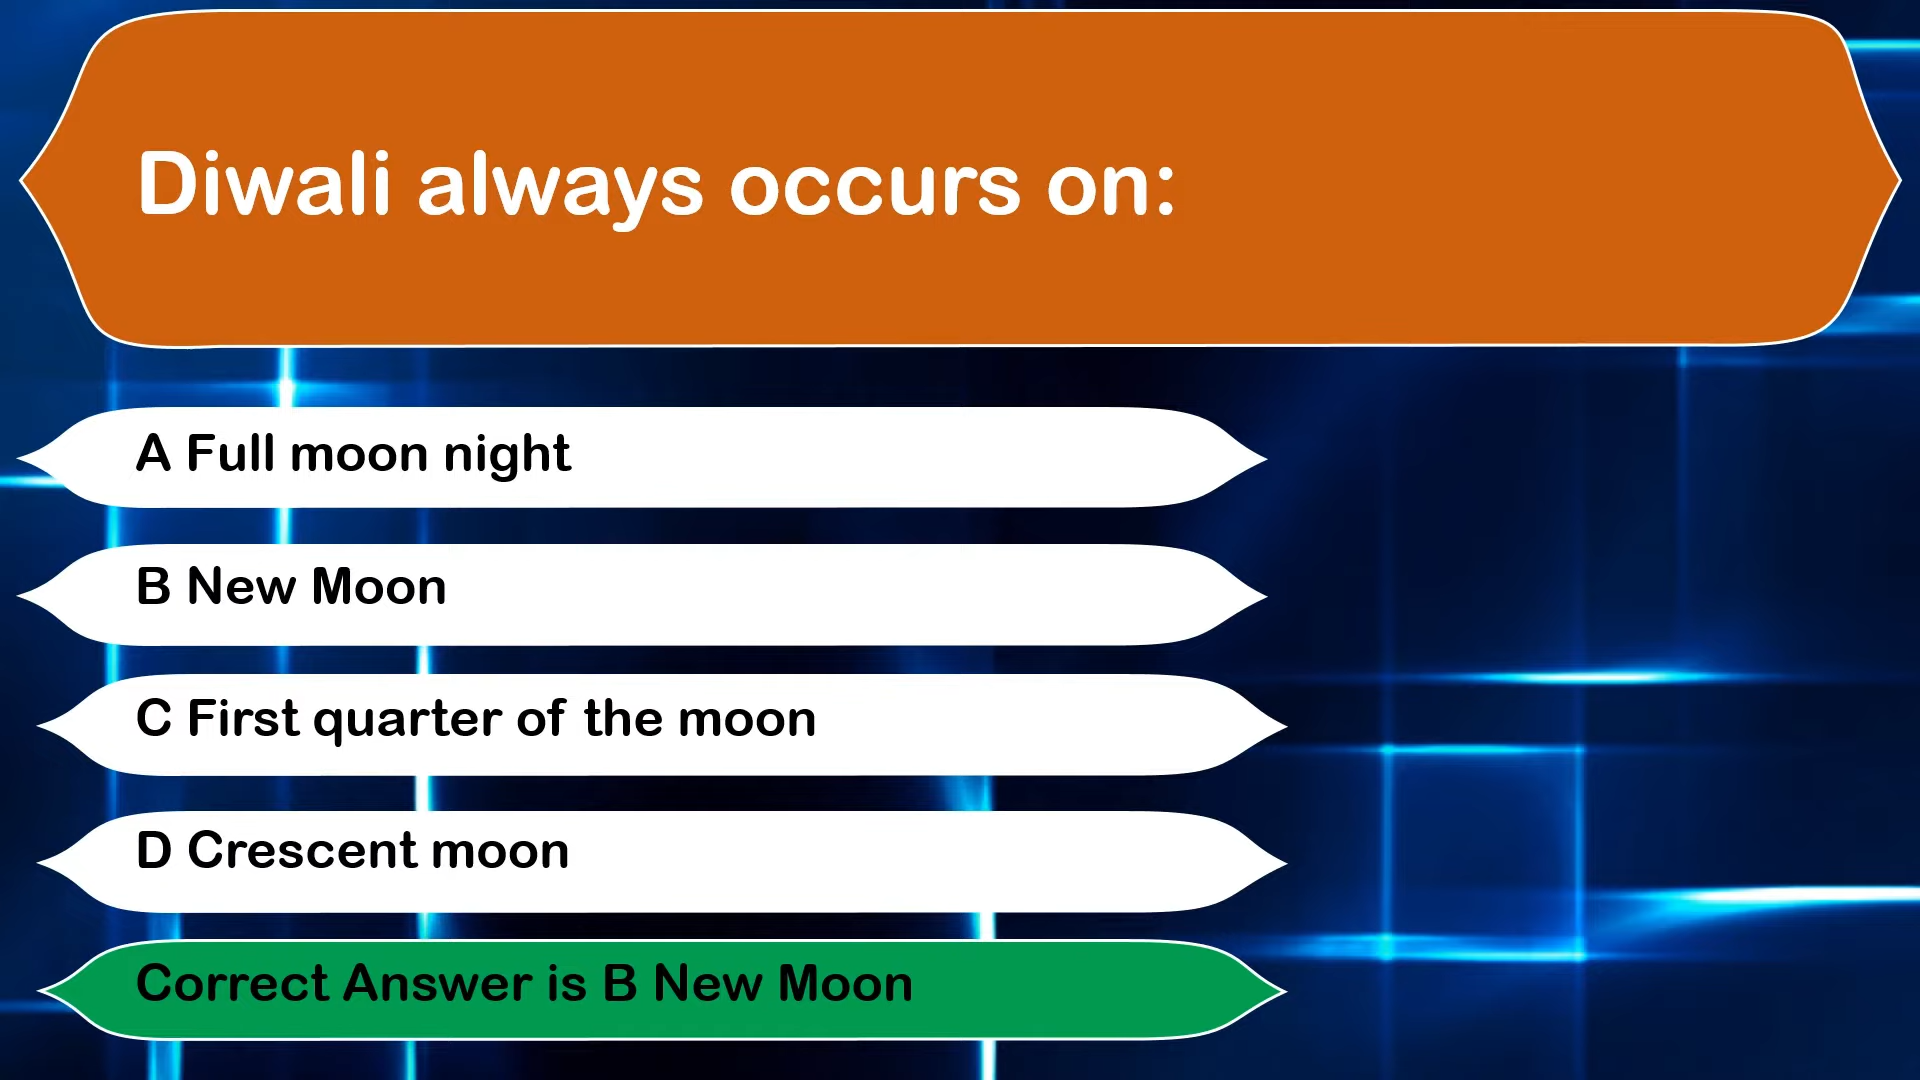 Diwali always occurs on:
A Full moon night
B New Moon
C First quarter of the moon
D Crescent moon
Correct Answer is B New Moon